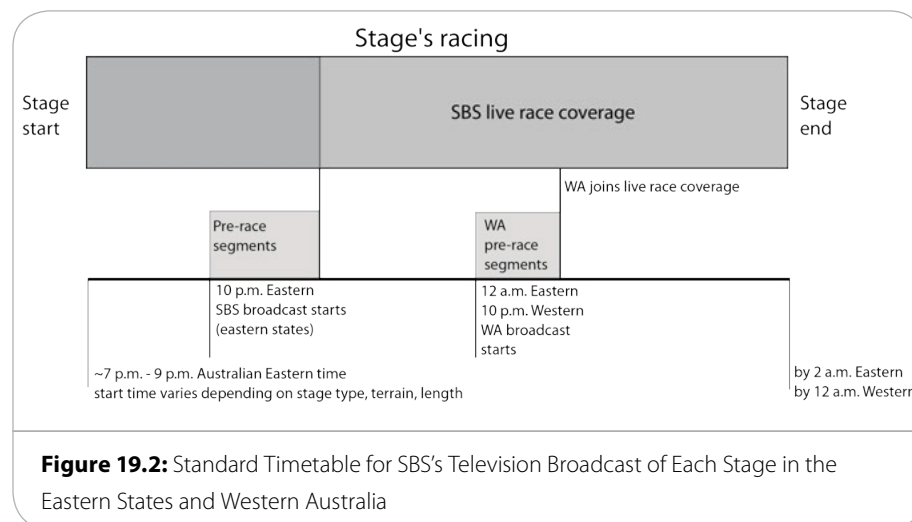 Stage's racing
Stage
start
SBS live race coverage
Stage
end
WA joins live race coverage
Pre-race
segments
WA
pre-race
segments
10 p.m. Eastern
SBS broadcast starts
(eastern states)
12 a.m. Eastern
10 p.m. Western
WA broadcast
starts
~7 p.m. - 9 p.m. Australian Eastern time
start time varies depending on stage type, terrain, length
by 2 a.m. Eastern
by 12 a.m. Western
Figure 19.2: Standard Timetable for SBS's Television Broadcast of Each Stage in the
Eastern States and Western Australia